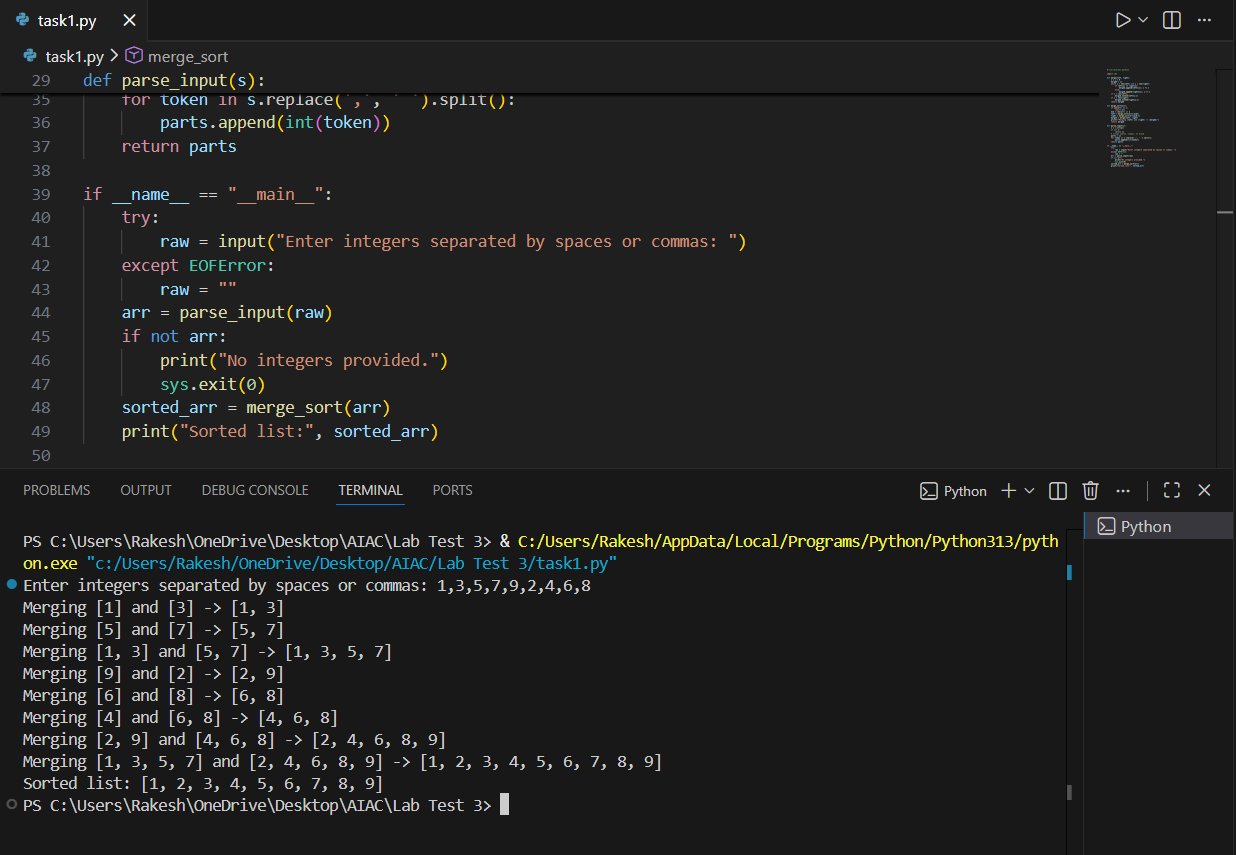 task1.py
task1.py > merge_sort
29 def parse_input(s):
35 for token in s.replace(',', ' ').split():
36 parts.append(int(token))
37 return parts
38
39 if __name__ == "__main__":
40 try:
41 raw = input("Enter integers separated by spaces or commas: ")
42 except EOFError:
43 raw = ""
44 arr = parse_input(raw)
45 if not arr:
46 print("No integers provided.")
47 sys.exit(0)
48 sorted_arr = merge_sort(arr)
49 print("Sorted list:", sorted_arr)
50
PROBLEMS OUTPUT DEBUG CONSOLE TERMINAL PORTS Python
Python
PS C:\Users\Rakesh\OneDrive\Desktop\AIAC\Lab Test 3> & C:/Users/Rakesh/AppData/Local/Programs/Python/Python313/pyth
on.exe "c:/Users/Rakesh/OneDrive/Desktop/AIAC/Lab Test 3/task1.py"
Enter integers separated by spaces or commas: 1,3,5,7,9,2,4,6,8
Merging [1] and [3] -> [1, 3]
Merging [5] and [7] -> [5, 7]
Merging [1, 3] and [5, 7] -> [1, 3, 5, 7]
Merging [9] and [2] -> [2, 9]
Merging [6] and [8] -> [6, 8]
Merging [4] and [6, 8] -> [4, 6, 8]
Merging [2, 9] and [4, 6, 8] -> [2, 4, 6, 8, 9]
Merging [1, 3, 5, 7] and [2, 4, 6, 8, 9] -> [1, 2, 3, 4, 5, 6, 7, 8, 9]
Sorted list: [1, 2, 3, 4, 5, 6, 7, 8, 9]
PS C:\Users\Rakesh\OneDrive\Desktop\AIAC\Lab Test 3>